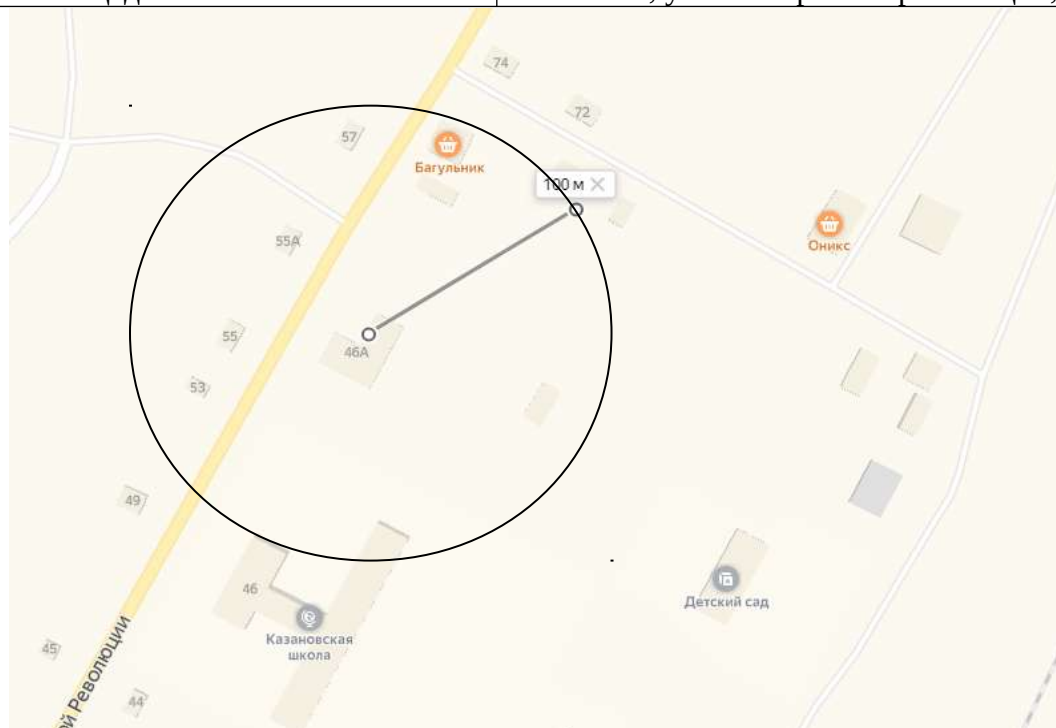 74
72
57
Багульник
100 м
Оникс
55А
55
46А
53
49
46
Детский сад
Казановская
школа
45
44
й Революции